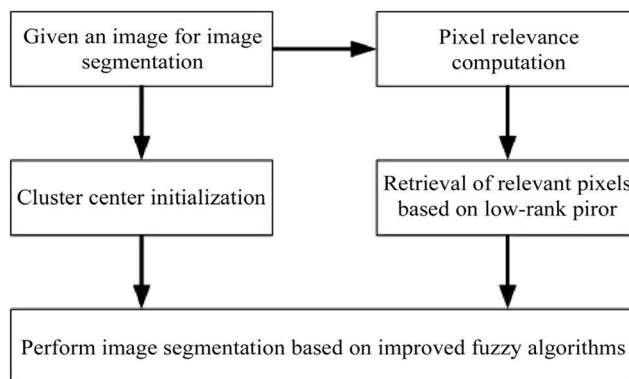 Given an image for image
segmentation
Pixel relevance
computation
Cluster center initialization
Retrieval of relevant pixels
based on low-rank piror
Perform image segmentation based on improved fuzzy algorithms